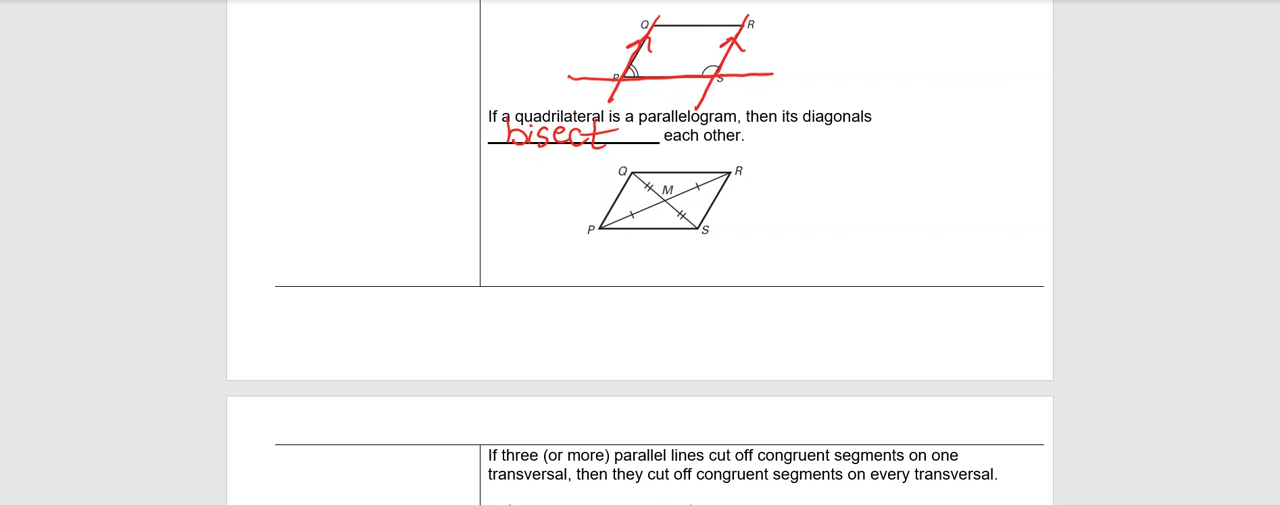 Q R
P S
If a quadrilateral is a parallelogram, then its diagonals
bisect each other.
Q R
M
P S
If three (or more) parallel lines cut off congruent segments on one
transversal, then they cut off congruent segments on every transversal.